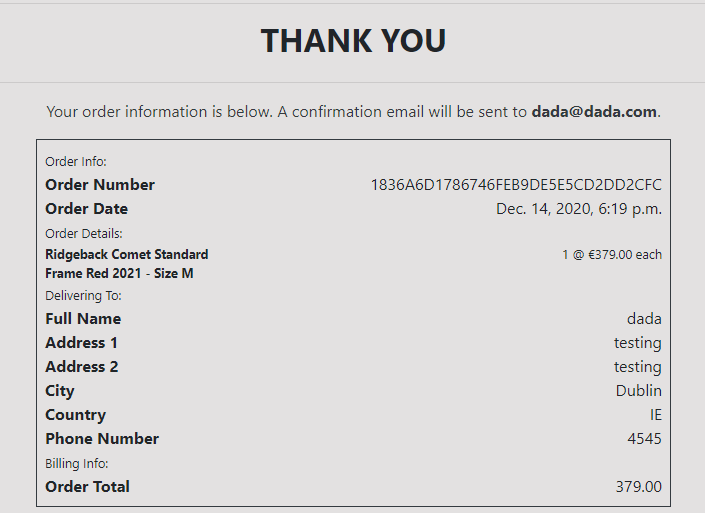 THANK YOU
Your order information is below. A confirmation email will be sent to dada@dada.com.
Order Info:
Order Number 1836A6D1786746FEB9DE5E5CD2DD2CFC
Order Date Dec. 14, 2020, 6:19 p.m.
Order Details:
Ridgeback Comet Standard 1 @ €379.00 each
Frame Red 2021 - Size M
Delivering To:
Full Name dada
Address 1 testing
Address 2 testing
City Dublin
Country IE
Phone Number 4545
Billing Info:
Order Total 379.00